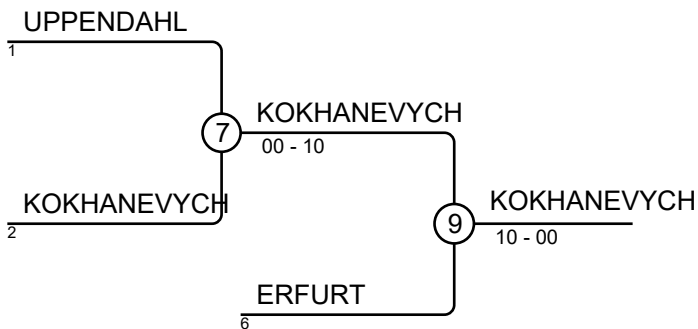 UPPENDAHL
1
7
KOKHANEVYCH
00 - 10
KOKHANEVYCH
2
9
KOKHANEVYCH
10 - 00
ERFURT
6